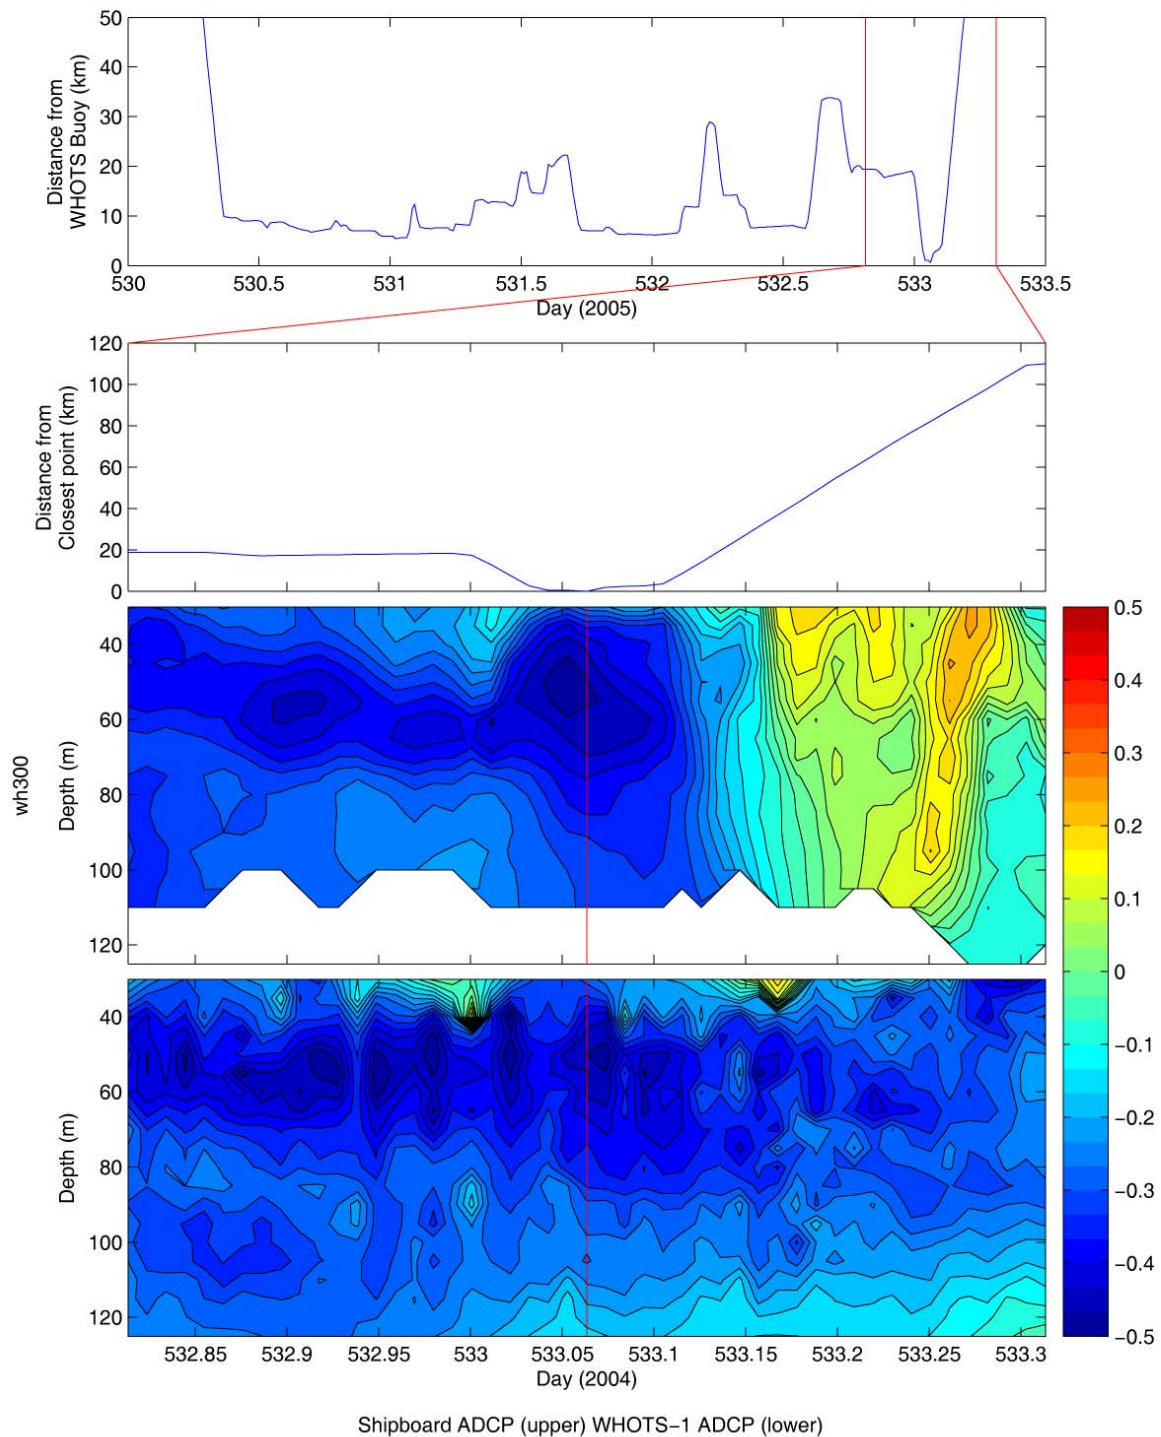 50
40
30
20
10
0
Distance from
WHOTS Buoy (km)
530 530.5 531 531.5 532 532.5 533 533.5
Day (2005)
120
100
80
60
40
20
0
Distance from
Closest point (km)
wh300
40
60
80
100
120
Depth (m)
0.5
0.4
0.3
0.2
0.1
0
−0.1
−0.2
−0.3
−0.4
−0.5
40
60
80
100
120
Depth (m)
532.85 532.9 532.95 533 533.05 533.1 533.15 533.2 533.25 533.3
Day (2004)
Shipboard ADCP (upper) WHOTS−1 ADCP (lower)